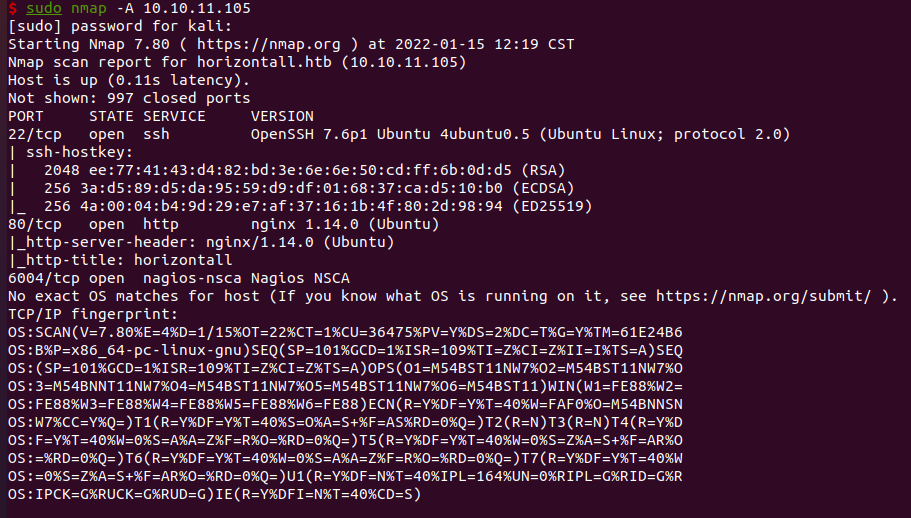 $ sudo nmap -A 10.10.11.105
[sudo] password for kali:
Starting Nmap 7.80 ( https://nmap.org ) at 2022-01-15 12:19 CST
Nmap scan report for horizontall.htb (10.10.11.105)
Host is up (0.11s latency).
Not shown: 997 closed ports
PORT     STATE SERVICE     VERSION
22/tcp   open  ssh         OpenSSH 7.6p1 Ubuntu 4ubuntu0.5 (Ubuntu Linux; protocol 2.0)
| ssh-hostkey:
|   2048 ee:77:41:43:d4:82:bd:3e:6e:6e:50:cd:ff:6b:0d:d5 (RSA)
|   256 3a:d5:89:d5:da:95:59:d9:df:01:68:37:ca:d5:10:b0 (ECDSA)
|_  256 4a:00:04:b4:9d:29:e7:af:37:16:1b:4f:80:2d:98:94 (ED25519)
80/tcp   open  http        nginx 1.14.0 (Ubuntu)
|_http-server-header: nginx/1.14.0 (Ubuntu)
|_http-title: horizontall
6004/tcp open  nagios-nsca Nagios NSCA
No exact OS matches for host (If you know what OS is running on it, see https://nmap.org/submit/ ).
TCP/IP fingerprint:
OS:SCAN(V=7.80%E=4%D=1/15%OT=22%CT=1%CU=36475%PV=Y%DS=2%DC=T%G=Y%TM=61E24B6
OS:B%P=x86_64-pc-linux-gnu)SEQ(SP=101%GCD=1%ISR=109%TI=Z%CI=Z%II=I%TS=A)SEQ
OS:(SP=101%GCD=1%ISR=109%TI=Z%CI=Z%TS=A)OPS(O1=M54BST11NW7%O2=M54BST11NW7%O
OS:3=M54BNNT11NW7%O4=M54BST11NW7%O5=M54BST11NW7%O6=M54BST11)WIN(W1=FE88%W2=
OS:FE88%W3=FE88%W4=FE88%W5=FE88%W6=FE88)ECN(R=Y%DF=Y%T=40%W=FAF0%O=M54BNNSN
OS:W7%CC=Y%Q=)T1(R=Y%DF=Y%T=40%S=O%A=S+%F=AS%RD=0%Q=)T2(R=N)T3(R=N)T4(R=Y%D
OS:F=Y%T=40%W=0%S=A%A=Z%F=R%O=%RD=0%Q=)T5(R=Y%DF=Y%T=40%W=0%S=Z%A=S+%F=AR%O
OS:=%RD=0%Q=)T6(R=Y%DF=Y%T=40%W=0%S=A%A=Z%F=R%O=%RD=0%Q=)T7(R=Y%DF=Y%T=40%W
OS:=0%S=Z%A=S+%F=AR%O=%RD=0%Q=)U1(R=Y%DF=N%T=40%IPL=164%UN=0%RIPL=G%RID=G%R
OS:IPCK=G%RUCK=G%RUD=G)IE(R=Y%DFI=N%T=40%CD=S)